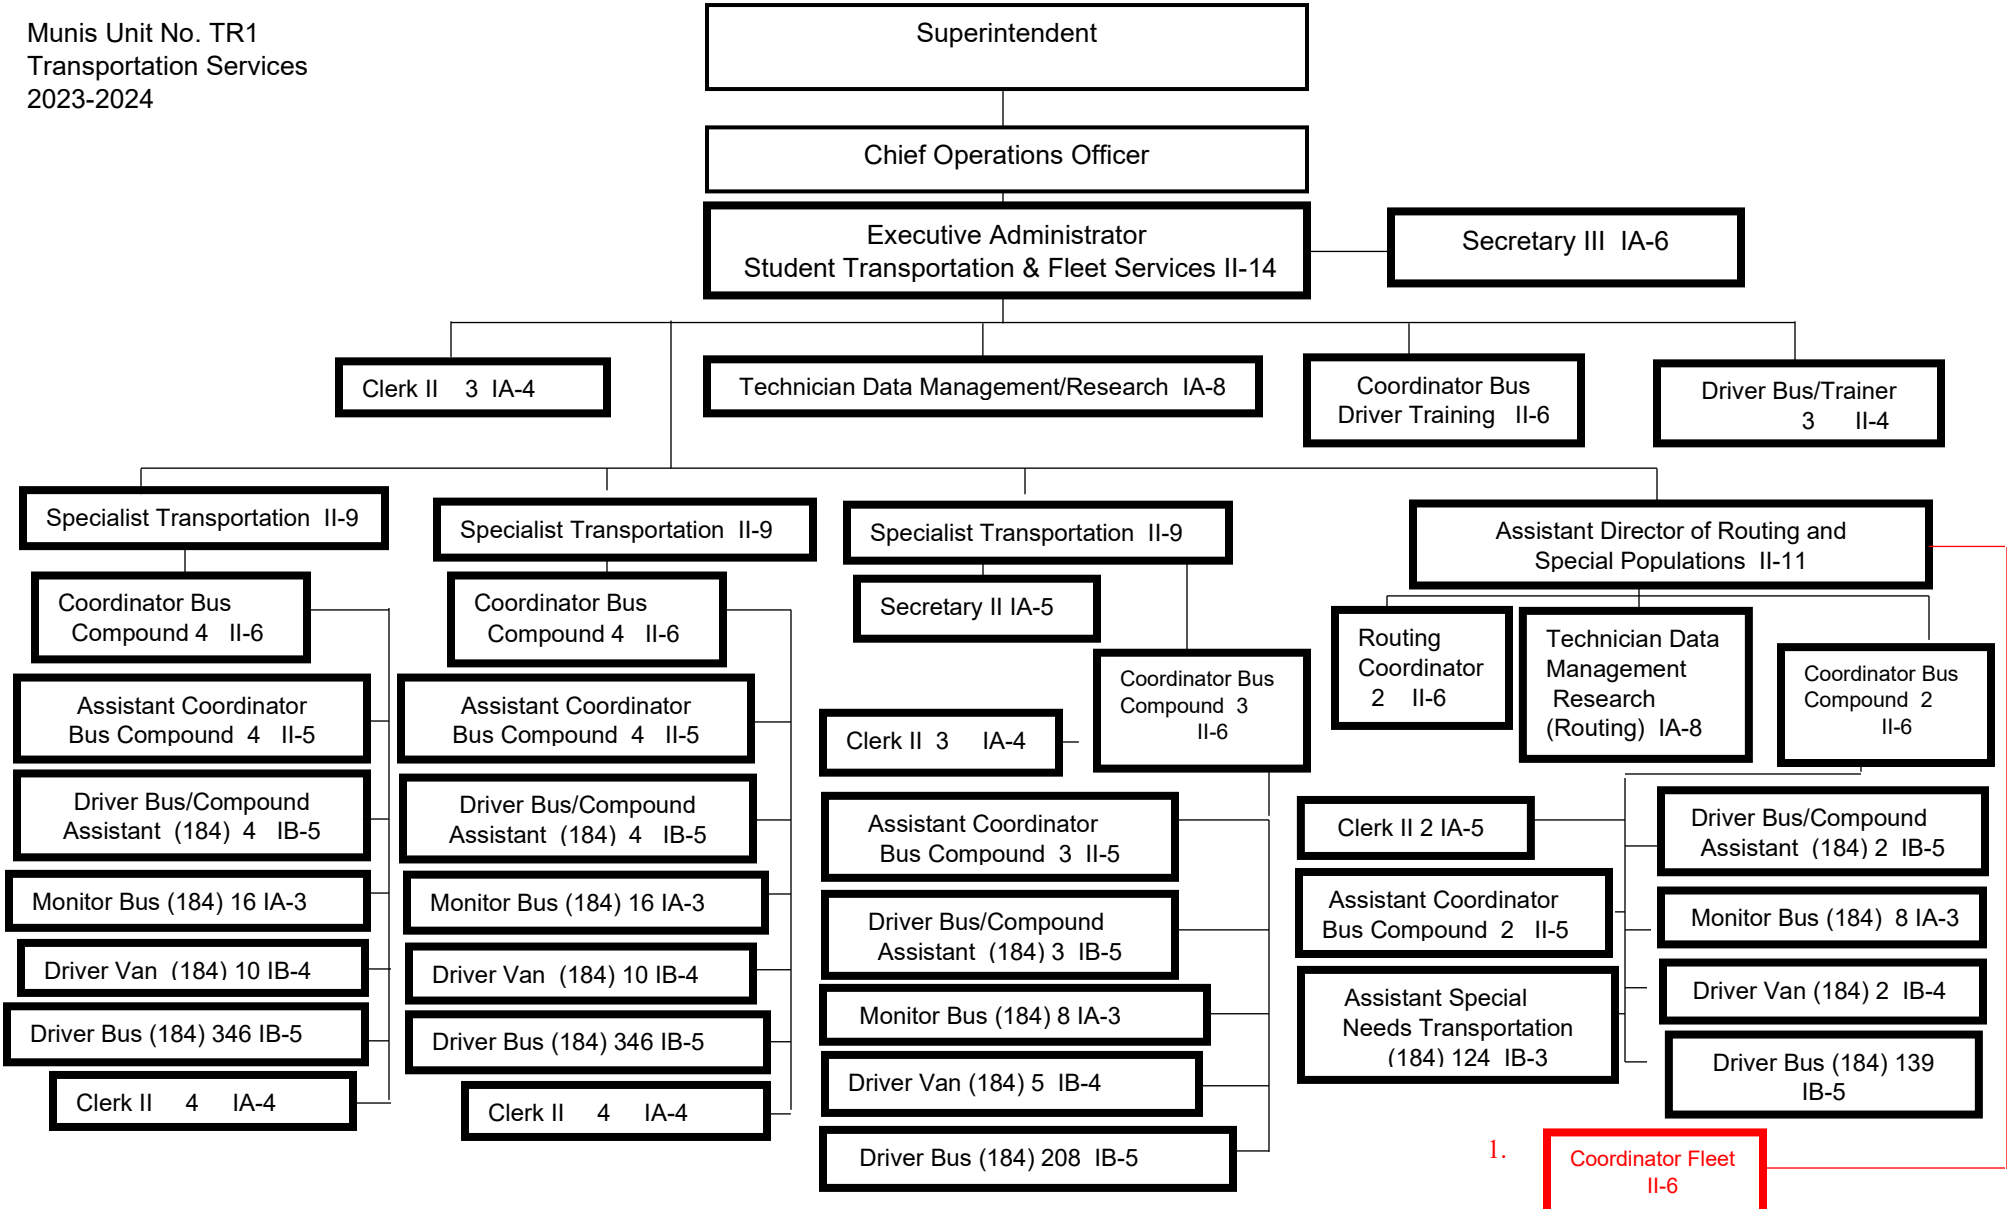 Munis Unit No. TR1
Transportation Services
2023-2024
Superintendent
Chief Operations Officer
Executive Administrator
Student Transportation & Fleet Services II-14
Secretary III IA-6
Clerk II 3 IA-4
Technician Data Management/Research IA-8
Coordinator Bus
Driver Training II-6
Driver Bus/Trainer
3 II-4
Specialist Transportation II-9
Coordinator Bus
Compound 4 II-6
Assistant Coordinator
Bus Compound 4 II-5
Driver Bus/Compound
Assistant (184) 4 IB-5
Monitor Bus (184) 16 IA-3
Driver Van (184) 10 IB-4
Driver Bus (184) 346 IB-5
Clerk II 4 IA-4
Specialist Transportation II-9
Coordinator Bus
Compound 4 II-6
Assistant Coordinator
Bus Compound 4 II-5
Driver Bus/Compound
Assistant (184) 4 IB-5
Monitor Bus (184) 16 IA-3
Driver Van (184) 10 IB-4
Driver Bus (184) 346 IB-5
Clerk II 4 IA-4
Specialist Transportation II-9
Secretary II IA-5
Coordinator Bus
Compound 3
II-6
Clerk II 3 IA-4
Assistant Coordinator
Bus Compound 3 II-5
Driver Bus/Compound
Assistant (184) 3 IB-5
Monitor Bus (184) 8 IA-3
Driver Van (184) 5 IB-4
Driver Bus (184) 208 IB-5
Assistant Director of Routing and
Special Populations II-11
Routing
Coordinator
2 II-6
Technician Data
Management
Research
(Routing) IA-8
Coordinator Bus
Compound 2
II-6
Clerk II 2 IA-5
Assistant Coordinator
Bus Compound 2 II-5
Assistant Special
Needs Transportation
(184) 124 IB-3
Driver Bus/Compound
Assistant (184) 2 IB-5
Monitor Bus (184) 8 IA-3
Driver Van (184) 2 IB-4
Driver Bus (184) 139
IB-5
1.
Coordinator Fleet
II-6